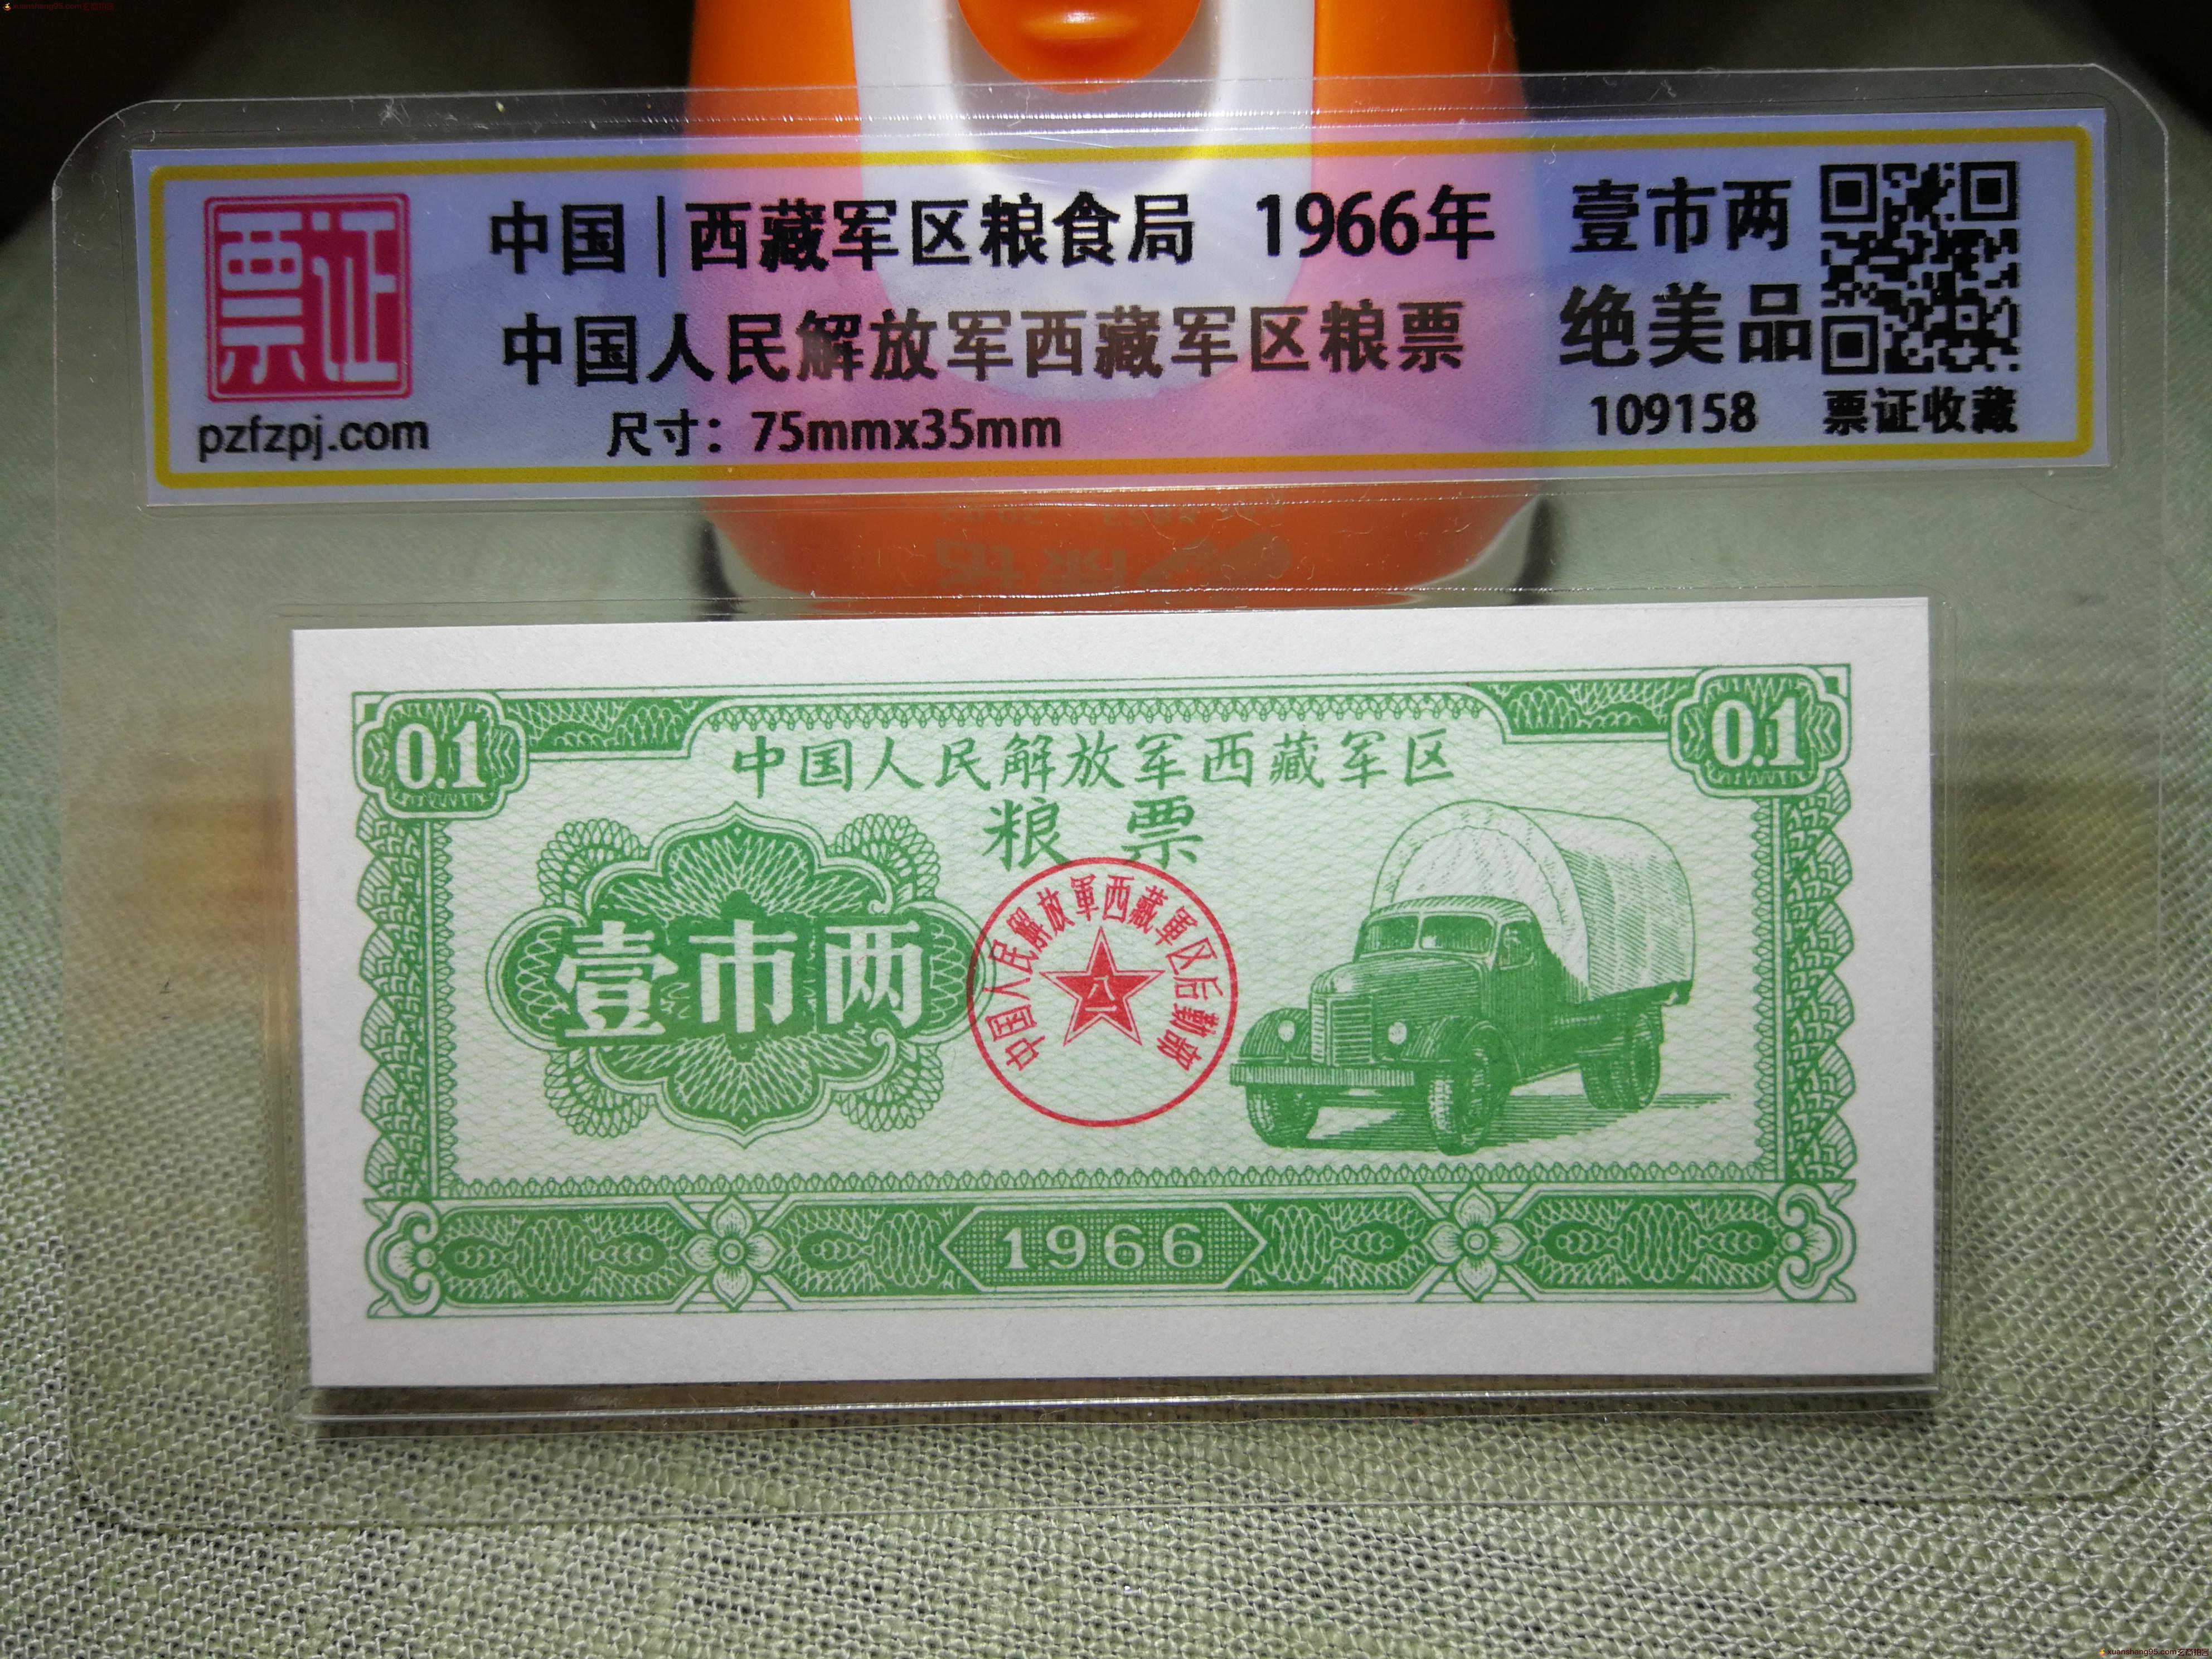 中国|西藏军区粮食局 1966年 壹市两
中国人民解放军西藏军区粮票 绝美品
票证
pzfzpj.com
尺寸：75mmx35mm
109158
票证收藏
0.1
0.1
中国人民解放军西藏军区
粮票
壹市两
中国人民解放軍西藏軍区后勤部
八一
1966